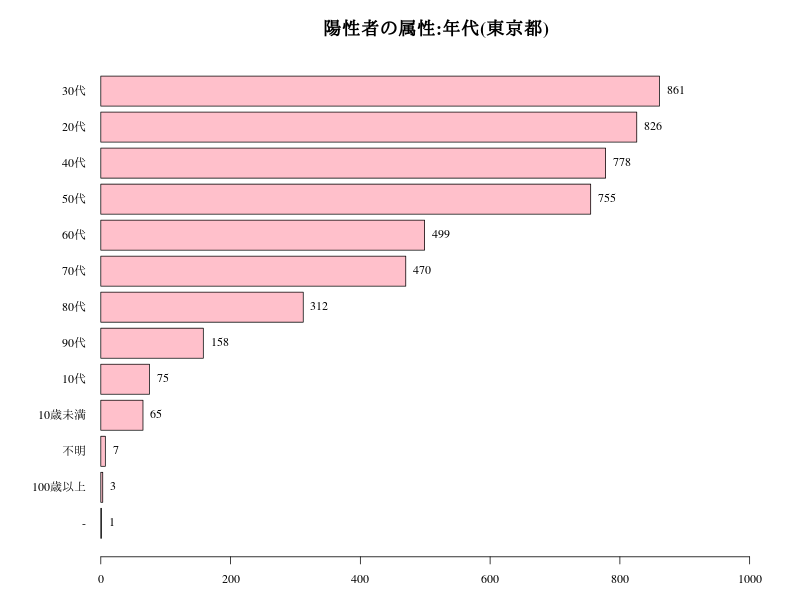 陽性者の属性:年代(東京都)
30代 861
20代 826
40代 778
50代 755
60代 499
70代 470
80代 312
90代 158
10代 75
10歳未満 65
不明 7
100歳以上 3
- 1
0 200 400 600 800 1000